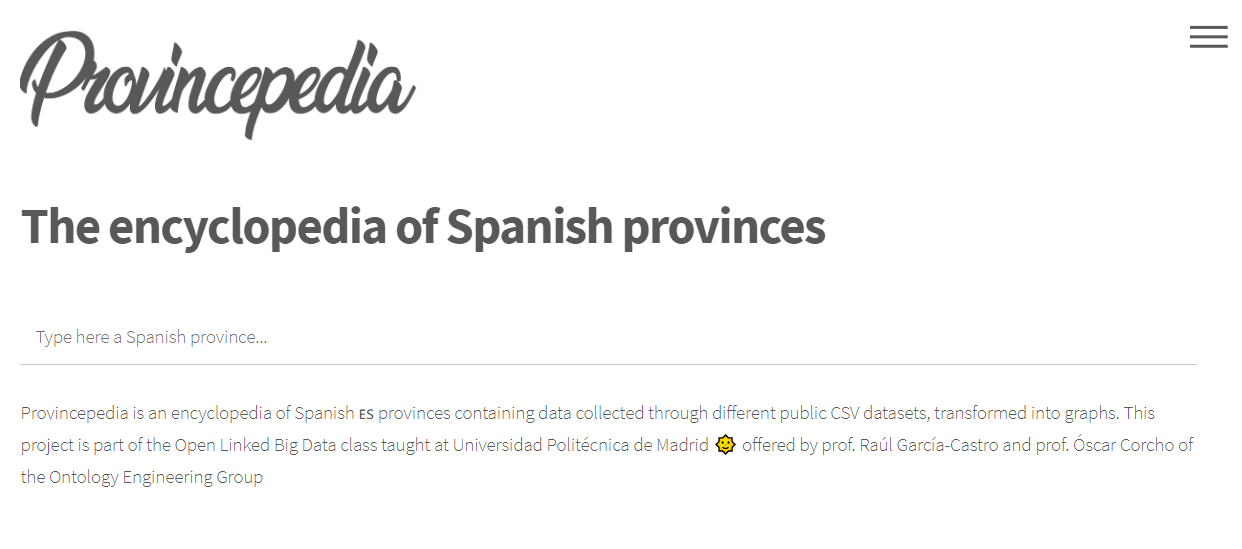 Provincepedia
The encyclopedia of Spanish provinces
Type here a Spanish province...
Provincepedia is an encyclopedia of Spanish ES provinces containing data collected through different public CSV datasets, transformed into graphs. This
project is part of the Open Linked Big Data class taught at Universidad Politécnica de Madrid 🌞 offered by prof. Raúl García-Castro and prof. Óscar Corcho of
the Ontology Engineering Group